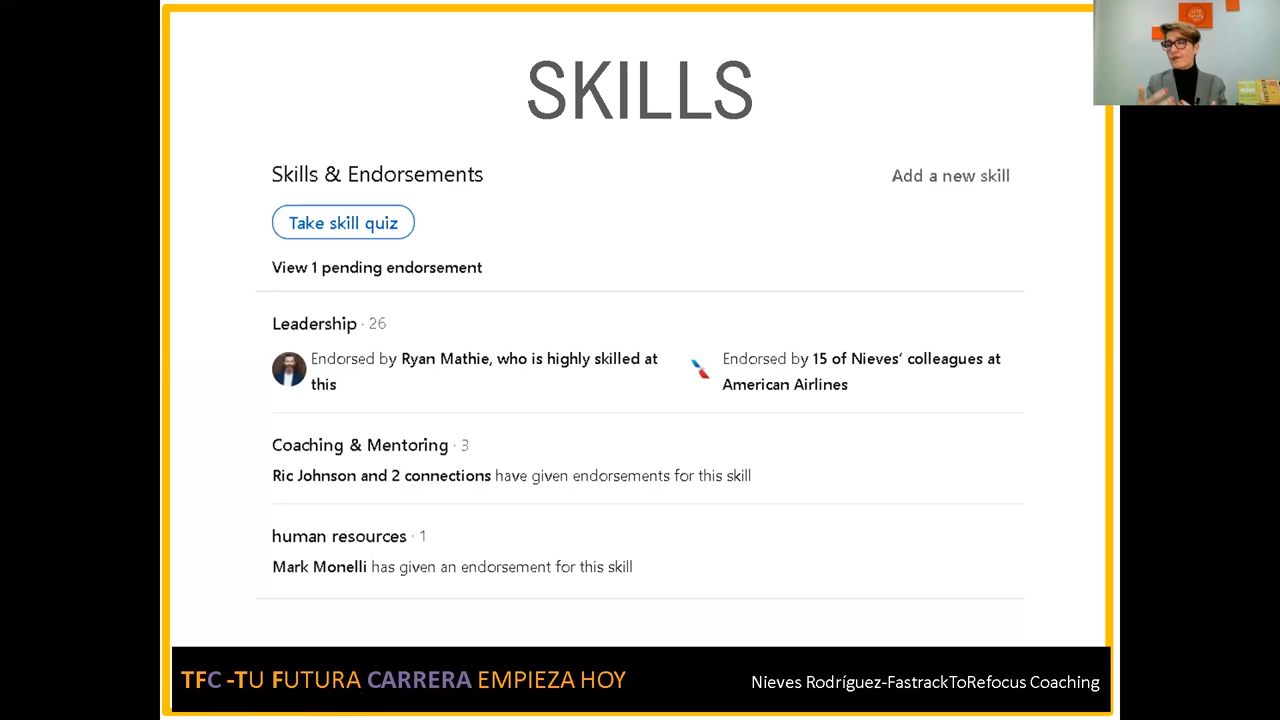 SKILLS
Skills & Endorsements
Add a new skill
Take skill quiz
View 1 pending endorsement
Leadership · 26
Endorsed by Ryan Mathie, who is highly skilled at
this
Endorsed by 15 of Nieves’ colleagues at
American Airlines
Coaching & Mentoring · 3
Ric Johnson and 2 connections have given endorsements for this skill
human resources · 1
Mark Monelli has given an endorsement for this skill
TFC -TU FUTURA CARRERA EMPIEZA HOY
Nieves Rodríguez-FastrackToRefocus Coaching